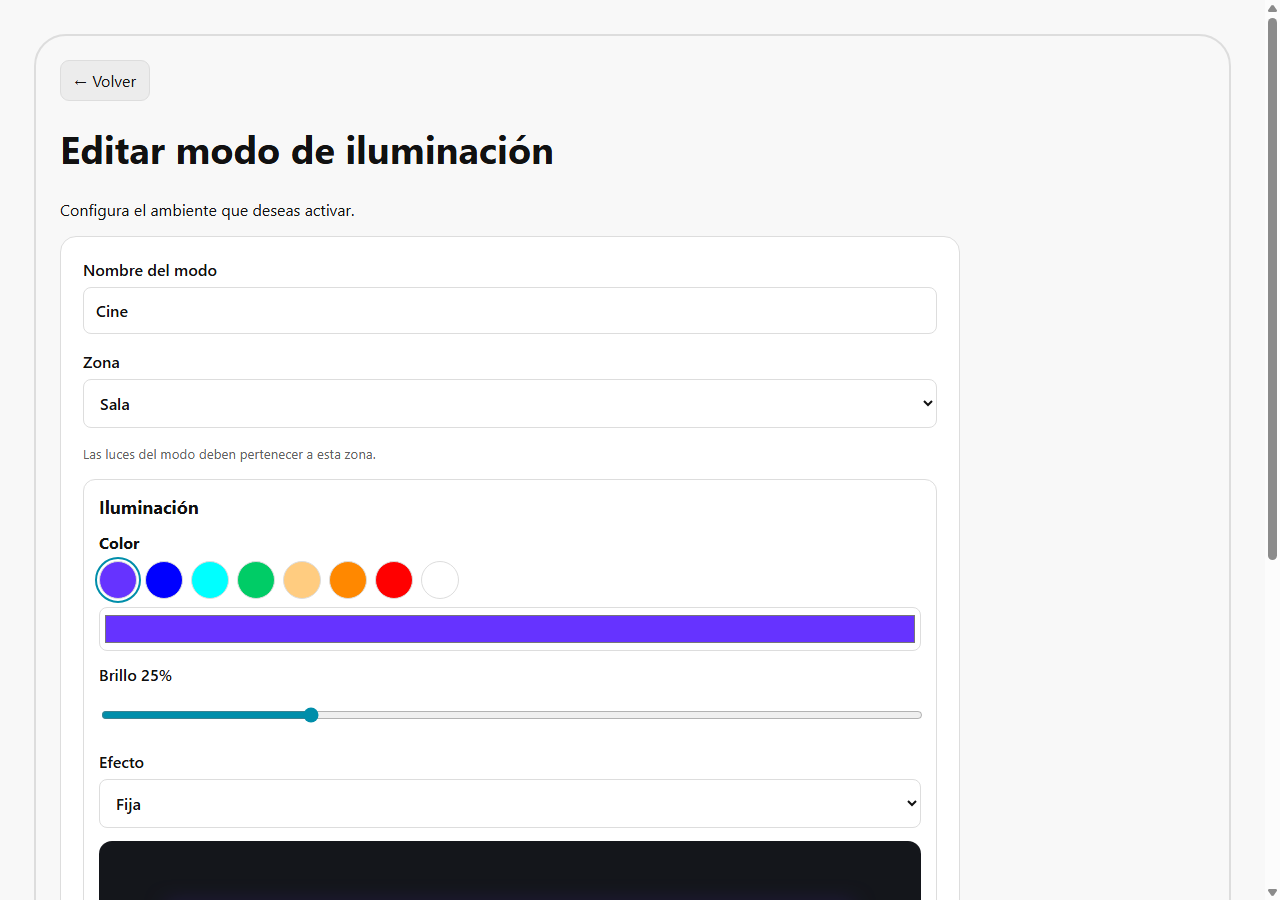 ← Volver
Editar modo de iluminación
Configura el ambiente que deseas activar.
Nombre del modo
Cine
Zona
Sala
Las luces del modo deben pertenecer a esta zona.
Iluminación
Color
Brillo 25%
Efecto
Fija